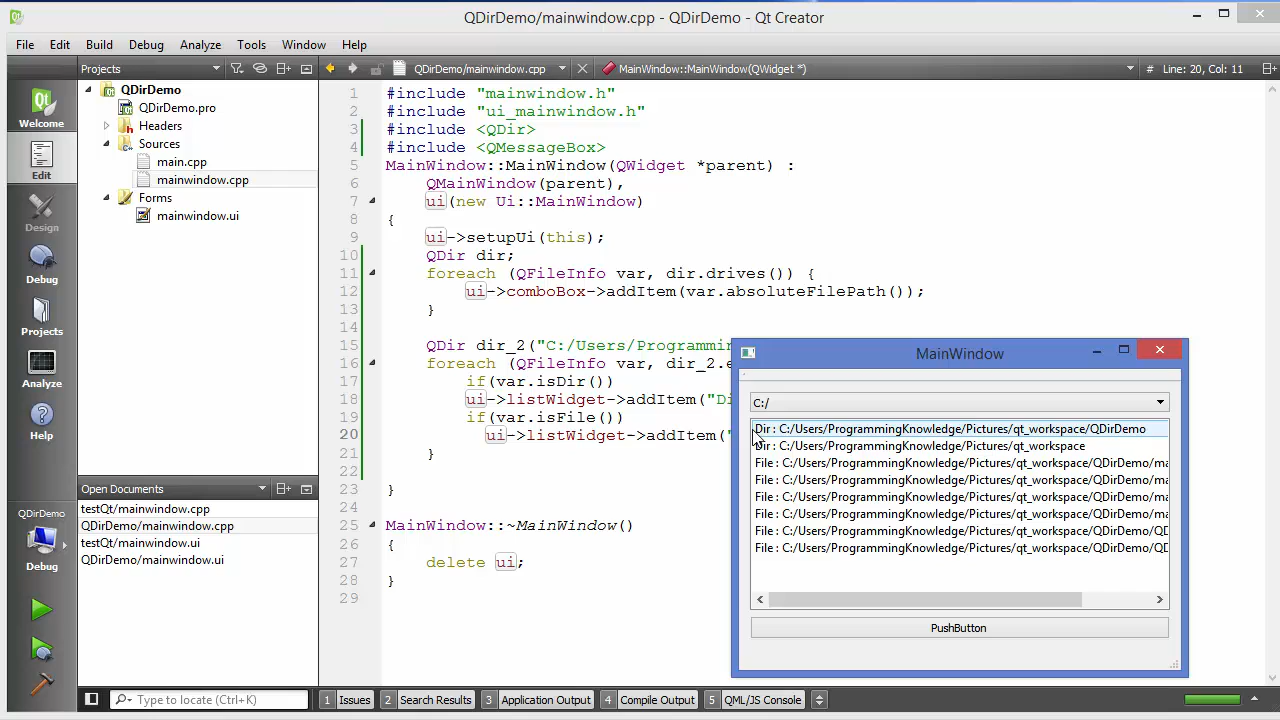 QDirDemo/mainwindow.cpp - QDirDemo - Qt Creator
File Edit Build Debug Analyze Tools Window Help
Projects
QDirDemo/mainwindow.cpp
MainWindow::MainWindow(QWidget *)
# Line: 20, Col: 11
Welcome
Edit
Design
Debug
Projects
Analyze
Help
QDirDemo
Debug
QDirDemo
QDirDemo.pro
Headers
Sources
main.cpp
mainwindow.cpp
Forms
mainwindow.ui
Open Documents
testQt/mainwindow.cpp
QDirDemo/mainwindow.cpp
testQt/mainwindow.ui
QDirDemo/mainwindow.ui
1 #include "mainwindow.h"
2 #include "ui_mainwindow.h"
3 #include <QDir>
4 #include <QMessageBox>
5 MainWindow::MainWindow(QWidget *parent) :
6 QMainWindow(parent),
7 ui(new Ui::MainWindow)
8 {
9 ui->setupUi(this);
10 QDir dir;
11 foreach (QFileInfo var, dir.drives()) {
12 ui->comboBox->addItem(var.absoluteFilePath());
13 }
14
15 QDir dir_2("C:/Users/Programmin
16 foreach (QFileInfo var, dir_2.e
17 if(var.isDir())
18 ui->listWidget->addItem("Di
19 if(var.isFile())
20 ui->listWidget->addItem("
21 }
22
23 }
24
25 MainWindow::~MainWindow()
26 {
27 delete ui;
28 }
29
MainWindow
C:/
Dir : C:/Users/ProgrammingKnowledge/Pictures/qt_workspace/QDirDemo
Dir : C:/Users/ProgrammingKnowledge/Pictures/qt_workspace
File : C:/Users/ProgrammingKnowledge/Pictures/qt_workspace/QDirDemo/ma
File : C:/Users/ProgrammingKnowledge/Pictures/qt_workspace/QDirDemo/ma
File : C:/Users/ProgrammingKnowledge/Pictures/qt_workspace/QDirDemo/ma
File : C:/Users/ProgrammingKnowledge/Pictures/qt_workspace/QDirDemo/ma
File : C:/Users/ProgrammingKnowledge/Pictures/qt_workspace/QDirDemo/QD
File : C:/Users/ProgrammingKnowledge/Pictures/qt_workspace/QDirDemo/QD
PushButton
Type to locate (Ctrl+K) 1 Issues 2 Search Results 3 Application Output 4 Compile Output 5 QML/JS Console